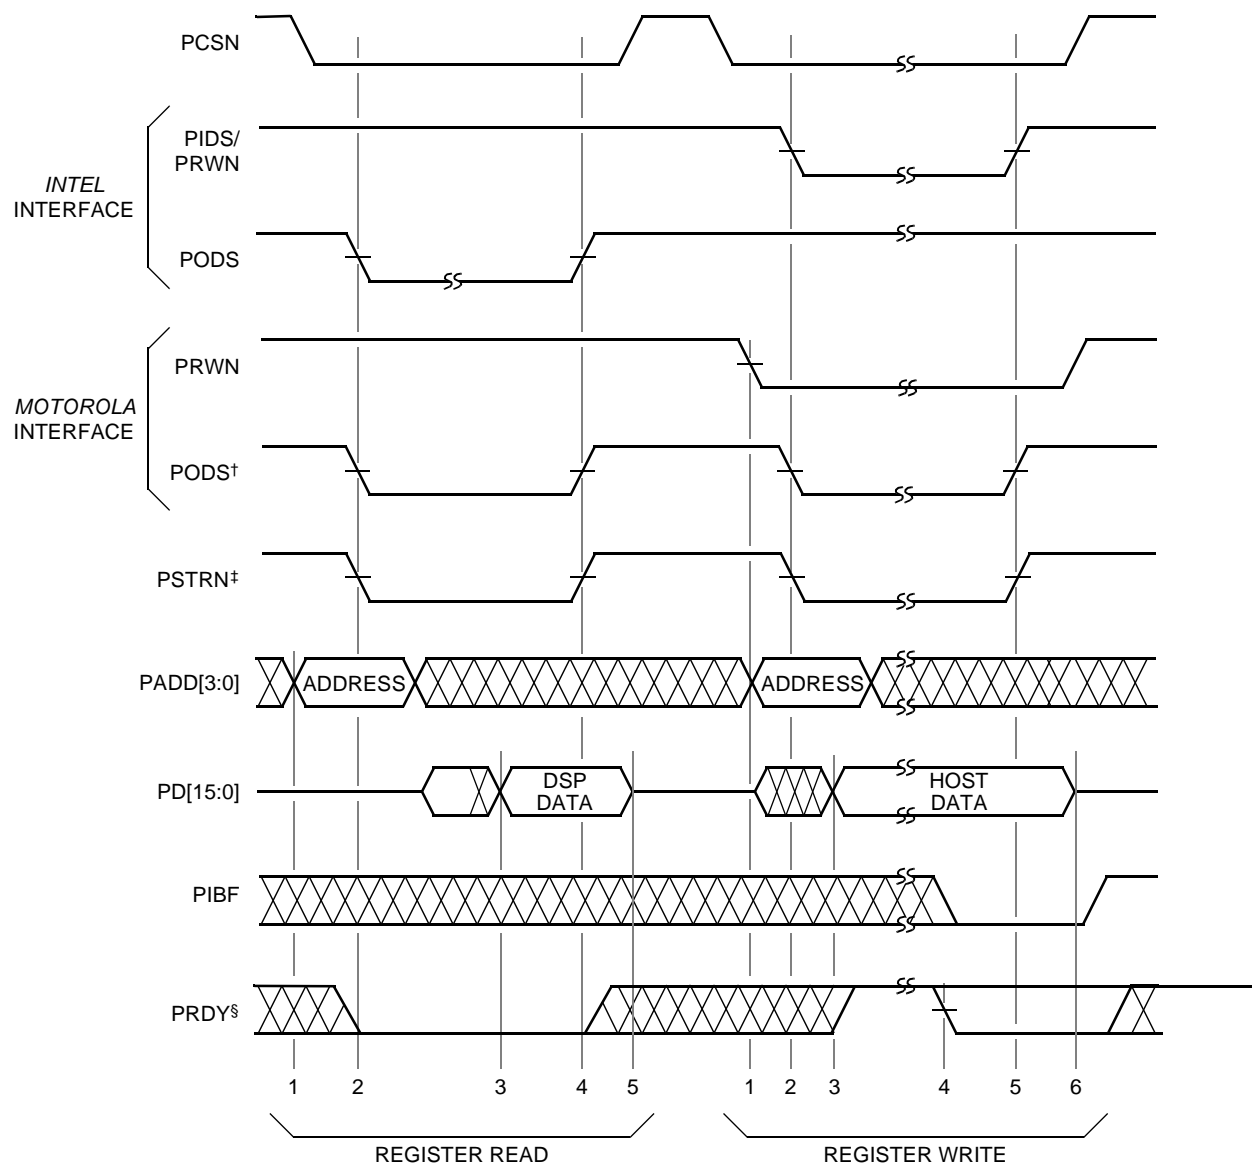 PCSN
PIDS/
PRWN
INTEL
INTERFACE
PODS
PRWN
MOTOROLA
INTERFACE
PODS†
PSTRN‡
PADD[3:0]
ADDRESS
ADDRESS
PD[15:0]
DSP
DATA
HOST
DATA
PIBF
PRDY§
1 2 3 4 5 1 2 3 4 5 6
REGISTER READ
REGISTER WRITE